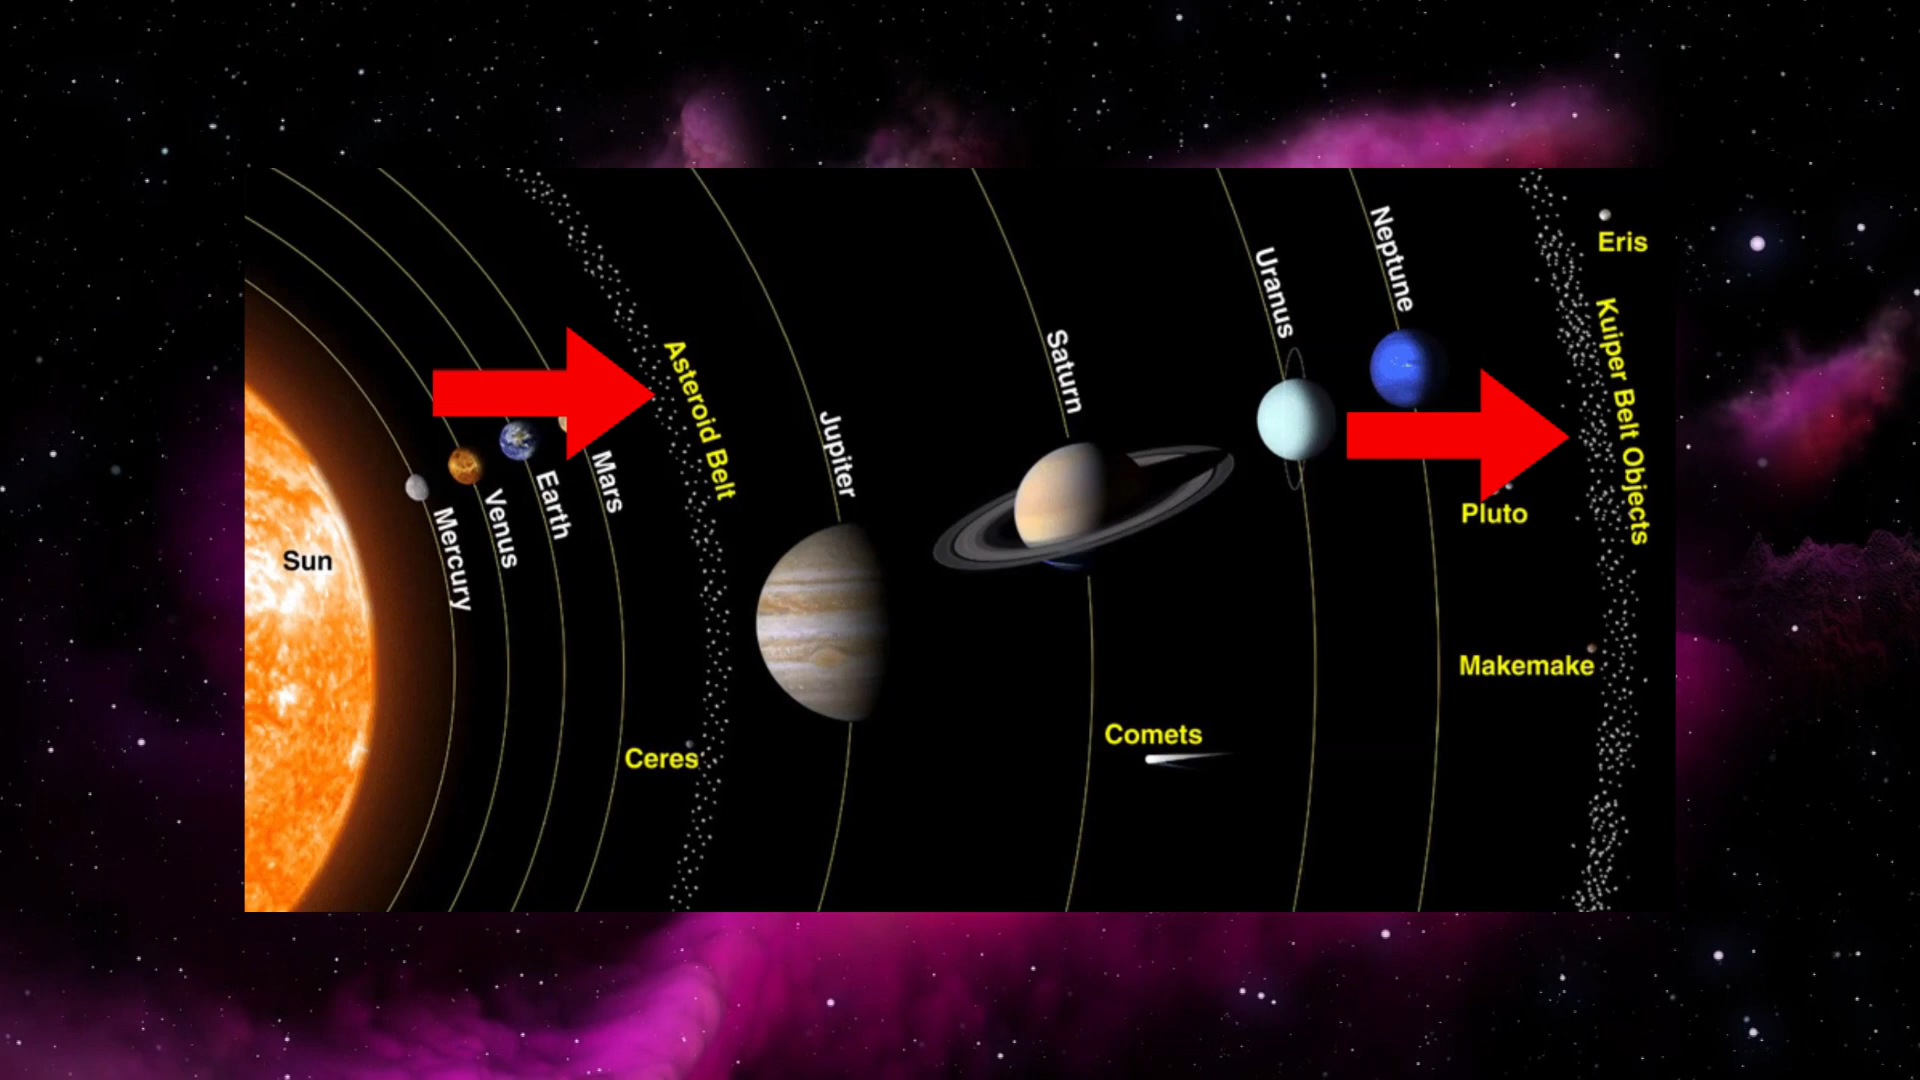 Sun
Mercury
Venus
Earth
Mars
Asteroid Belt
Ceres
Jupiter
Saturn
Comets
Uranus
Neptune
Pluto
Makemake
Eris
Kuiper Belt Objects